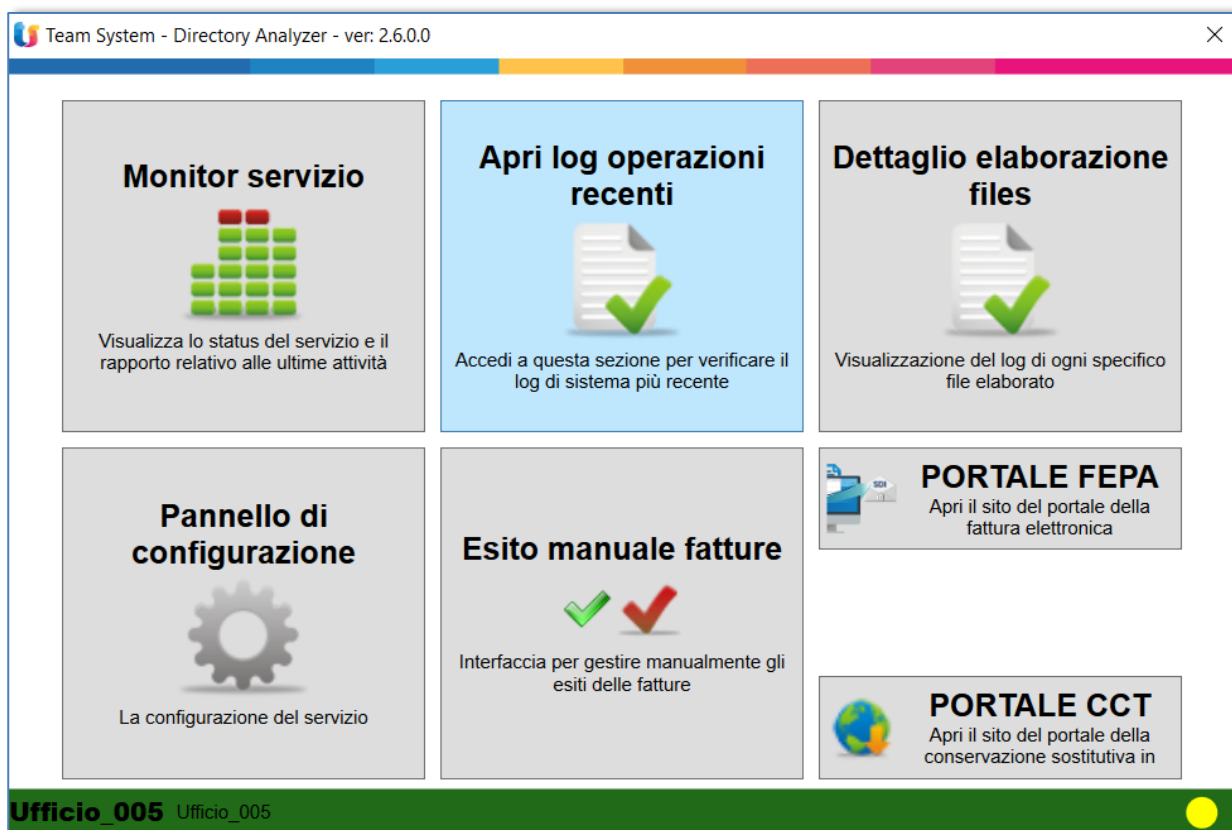 Team System - Directory Analyzer - ver: 2.6.0.0
Monitor servizio
Visualizza lo status del servizio e il
rapporto relativo alle ultime attività
Apri log operazioni
recenti
Accedi a questa sezione per verificare il
log di sistema più recente
Dettaglio elaborazione
files
Visualizzazione del log di ogni specifico
file elaborato
Pannello di
configurazione
La configurazione del servizio
Esito manuale fatture
Interfaccia per gestire manualmente gli
esiti delle fatture
SDI
PORTALE FEPA
Apri il sito del portale della
fattura elettronica
PORTALE CCT
Apri il sito del portale della
conservazione sostitutiva in
Ufficio_005 Ufficio_005